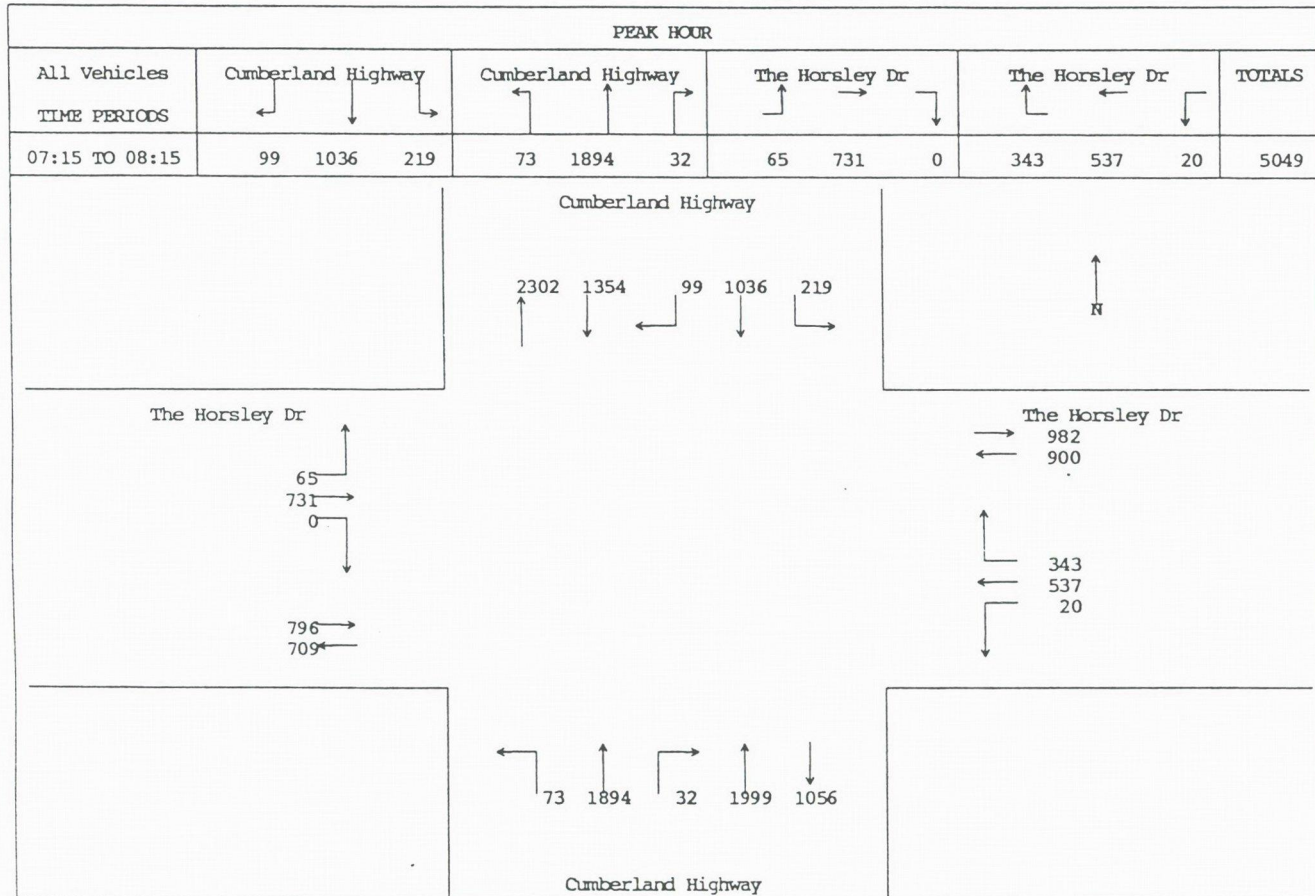 PEAK HOUR
All Vehicles Cumberland Highway Cumberland Highway The Horsley Dr The Horsley Dr TOTALS
TIME PERIODS
07:15 TO 08:15 99 1036 219 73 1894 32 65 731 0 343 537 20 5049
Cumberland Highway
2302 1354 99 1036 219
N
The Horsley Dr The Horsley Dr
982
900
65
731
0
343
537
20
796
709
73 1894 32 1999 1056
Cumberland Highway